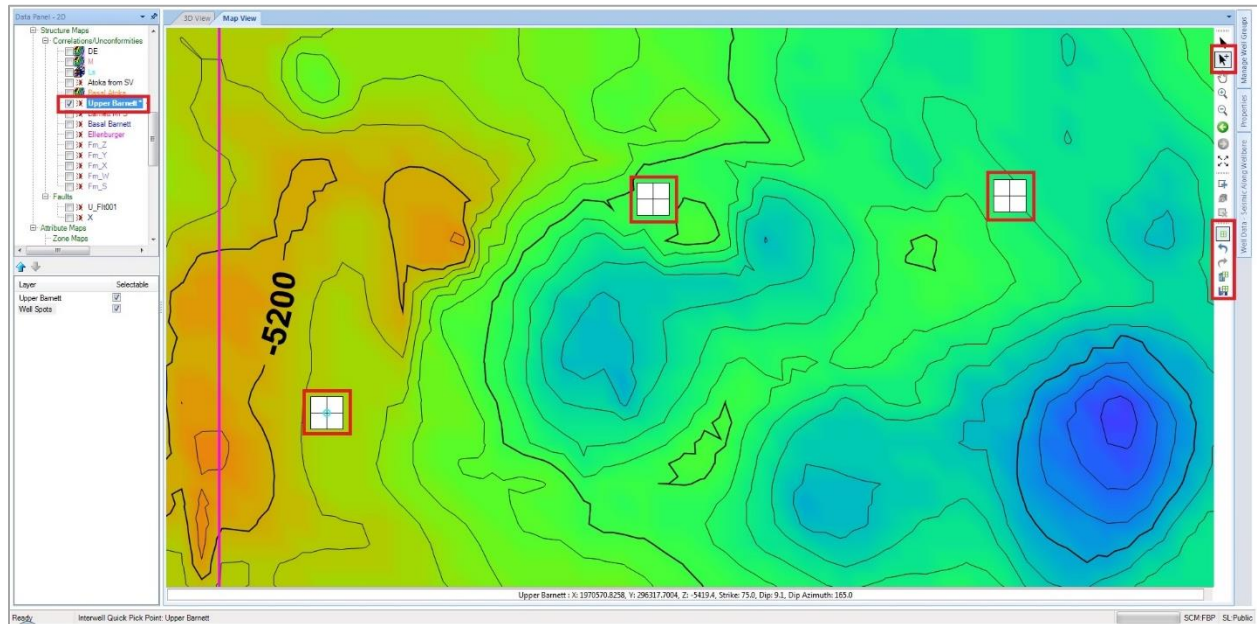 Data Panel - 2D
3D View
Map View
Structure Maps
Correlations/Unconformities
DE
M
La
Atoka from SV
Basal Atoka
Upper Barnett *
Basal Barnett
Ellenburger
Fm_Z
Fm_Y
Fm_X
Fm_W
Fm_S
Faults
U_Flt001
X
Attribute Maps
Zone Maps
Layer Selectable
Upper Barnett
Well Spots
-5200
Manage Well Groups
Properties
Well Data - Seismic Along Wellbore
Upper Barnett : X: 1970570.8258, Y: 296317.7004, Z: -5419.4, Strike: 75.0, Dip: 9.1, Dip Azimuth: 165.0
Ready Interwell Quick Pick Point: Upper Barnett SCM:FBP SL:Public